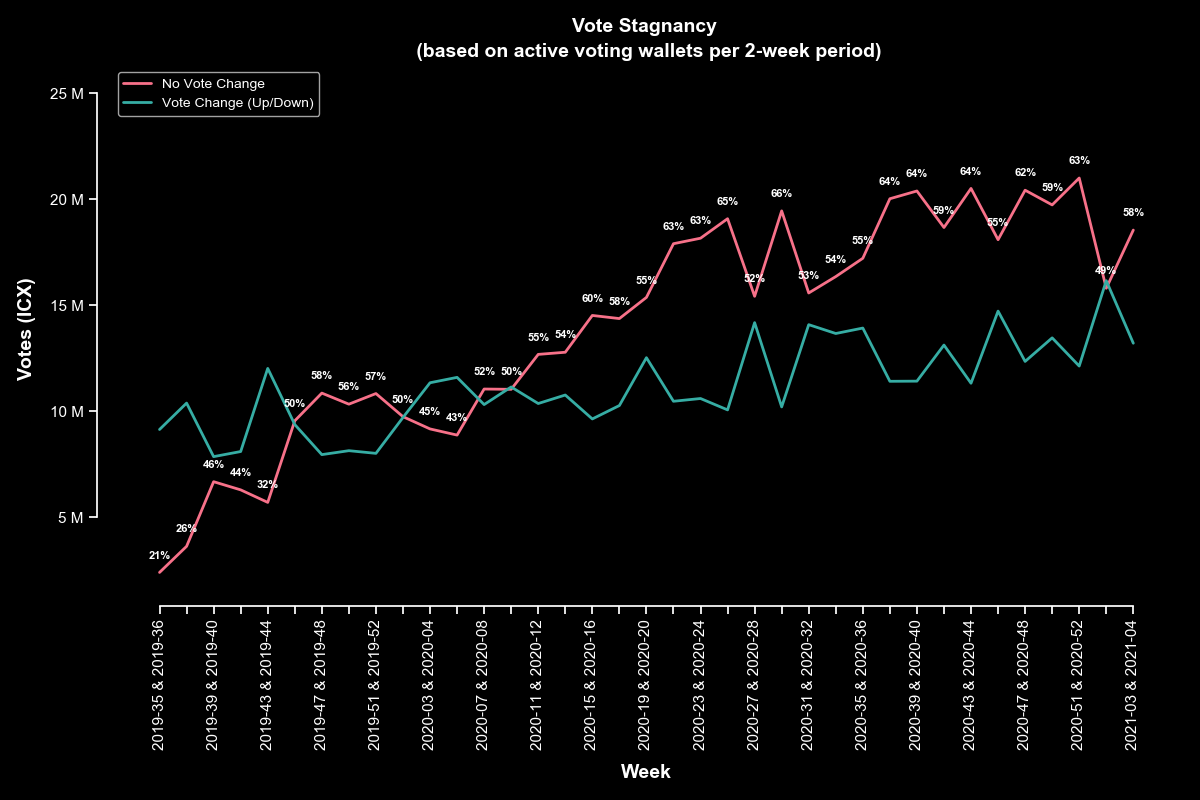 Vote Stagnancy
(based on active voting wallets per 2-week period)
No Vote Change
Vote Change (Up/Down)
Votes (ICX)
25 M
20 M
15 M
10 M
5 M
21%
26%
46%
44%
32%
50%
58%
56%
57%
50%
45%
43%
52%
50%
55%
54%
60%
58%
55%
63%
63%
65%
52%
66%
53%
54%
55%
64%
64%
59%
64%
55%
62%
59%
63%
49%
58%
2019-35 & 2019-36
2019-39 & 2019-40
2019-43 & 2019-44
2019-47 & 2019-48
2019-51 & 2019-52
2020-03 & 2020-04
2020-07 & 2020-08
2020-11 & 2020-12
2020-15 & 2020-16
2020-19 & 2020-20
2020-23 & 2020-24
2020-27 & 2020-28
2020-31 & 2020-32
2020-35 & 2020-36
2020-39 & 2020-40
2020-43 & 2020-44
2020-47 & 2020-48
2020-51 & 2020-52
2021-03 & 2021-04
Week